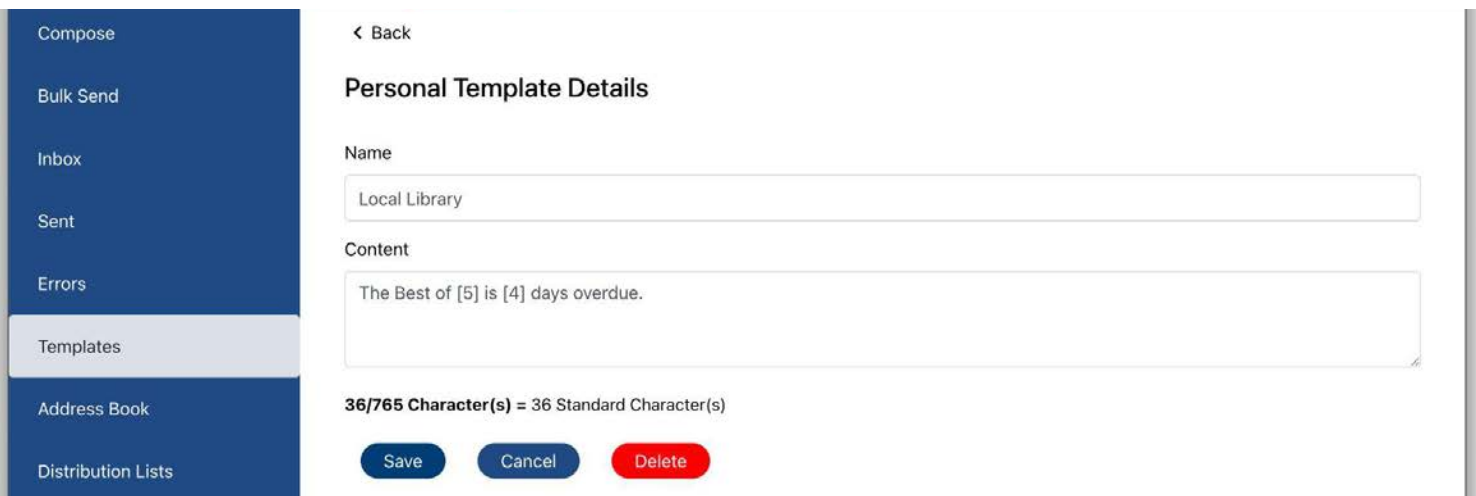 Compose
Bulk Send
Inbox
Sent
Errors
Templates
Address Book
Distribution Lists
< Back
Personal Template Details
Name
Local Library
Content
The Best of [5] is [4] days overdue.
36/765 Character(s) = 36 Standard Character(s)
Save
Cancel
Delete